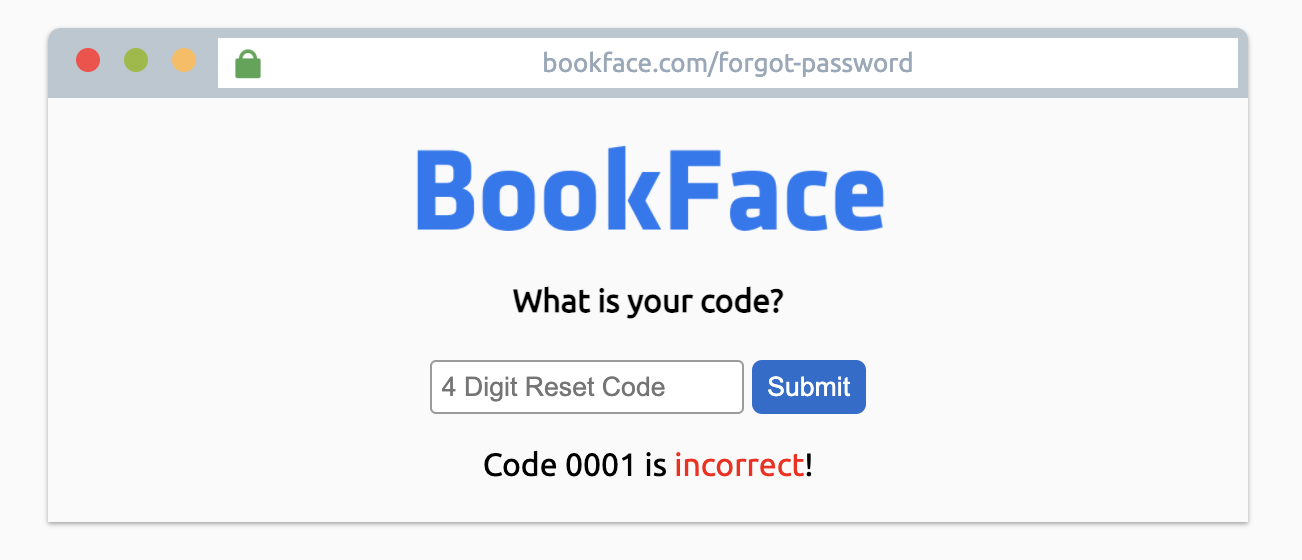 bookface.com/forgot-password
BookFace
What is your code?
4 Digit Reset Code Submit
Code 0001 is incorrect!